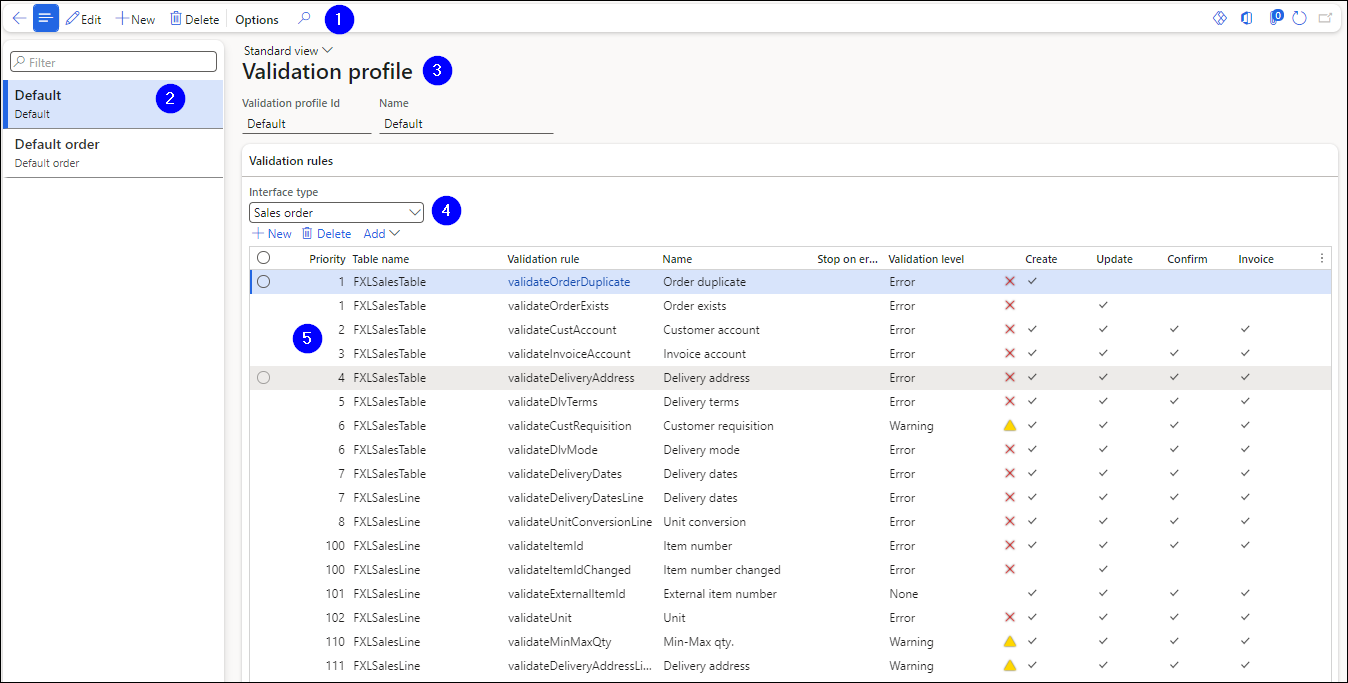 Edit New Delete Options 1 0
Filter
Default 2
Default
Default order
Default order
Standard view
Validation profile 3
Validation profile Id Name
Default Default
Validation rules
Interface type
Sales order 4
New Delete Add
Priority Table name Validation rule Name Stop on er... Validation level Create Update Confirm Invoice
1 FXLSalesTable validateOrderDuplicate Order duplicate Error
1 FXLSalesTable validateOrderExists Order exists Error
2 FXLSalesTable validateCustAccount Customer account Error
5
3 FXLSalesTable validateInvoiceAccount Invoice account Error
4 FXLSalesTable validateDeliveryAddress Delivery address Error
5 FXLSalesTable validateDlvTerms Delivery terms Error
6 FXLSalesTable validateCustRequisition Customer requisition Warning
6 FXLSalesTable validateDlvMode Delivery mode Error
7 FXLSalesTable validateDeliveryDates Delivery dates Error
7 FXLSalesLine validateDeliveryDatesLine Delivery dates Error
8 FXLSalesLine validateUnitConversionLine Unit conversion Error
100 FXLSalesLine validateItemId Item number Error
100 FXLSalesLine validateItemIdChanged Item number changed Error
101 FXLSalesLine validateExternalItemId External item number None
102 FXLSalesLine validateUnit Unit Error
110 FXLSalesLine validateMinMaxQty Min-Max qty. Warning
111 FXLSalesLine validateDeliveryAddressLi... Delivery address Warning